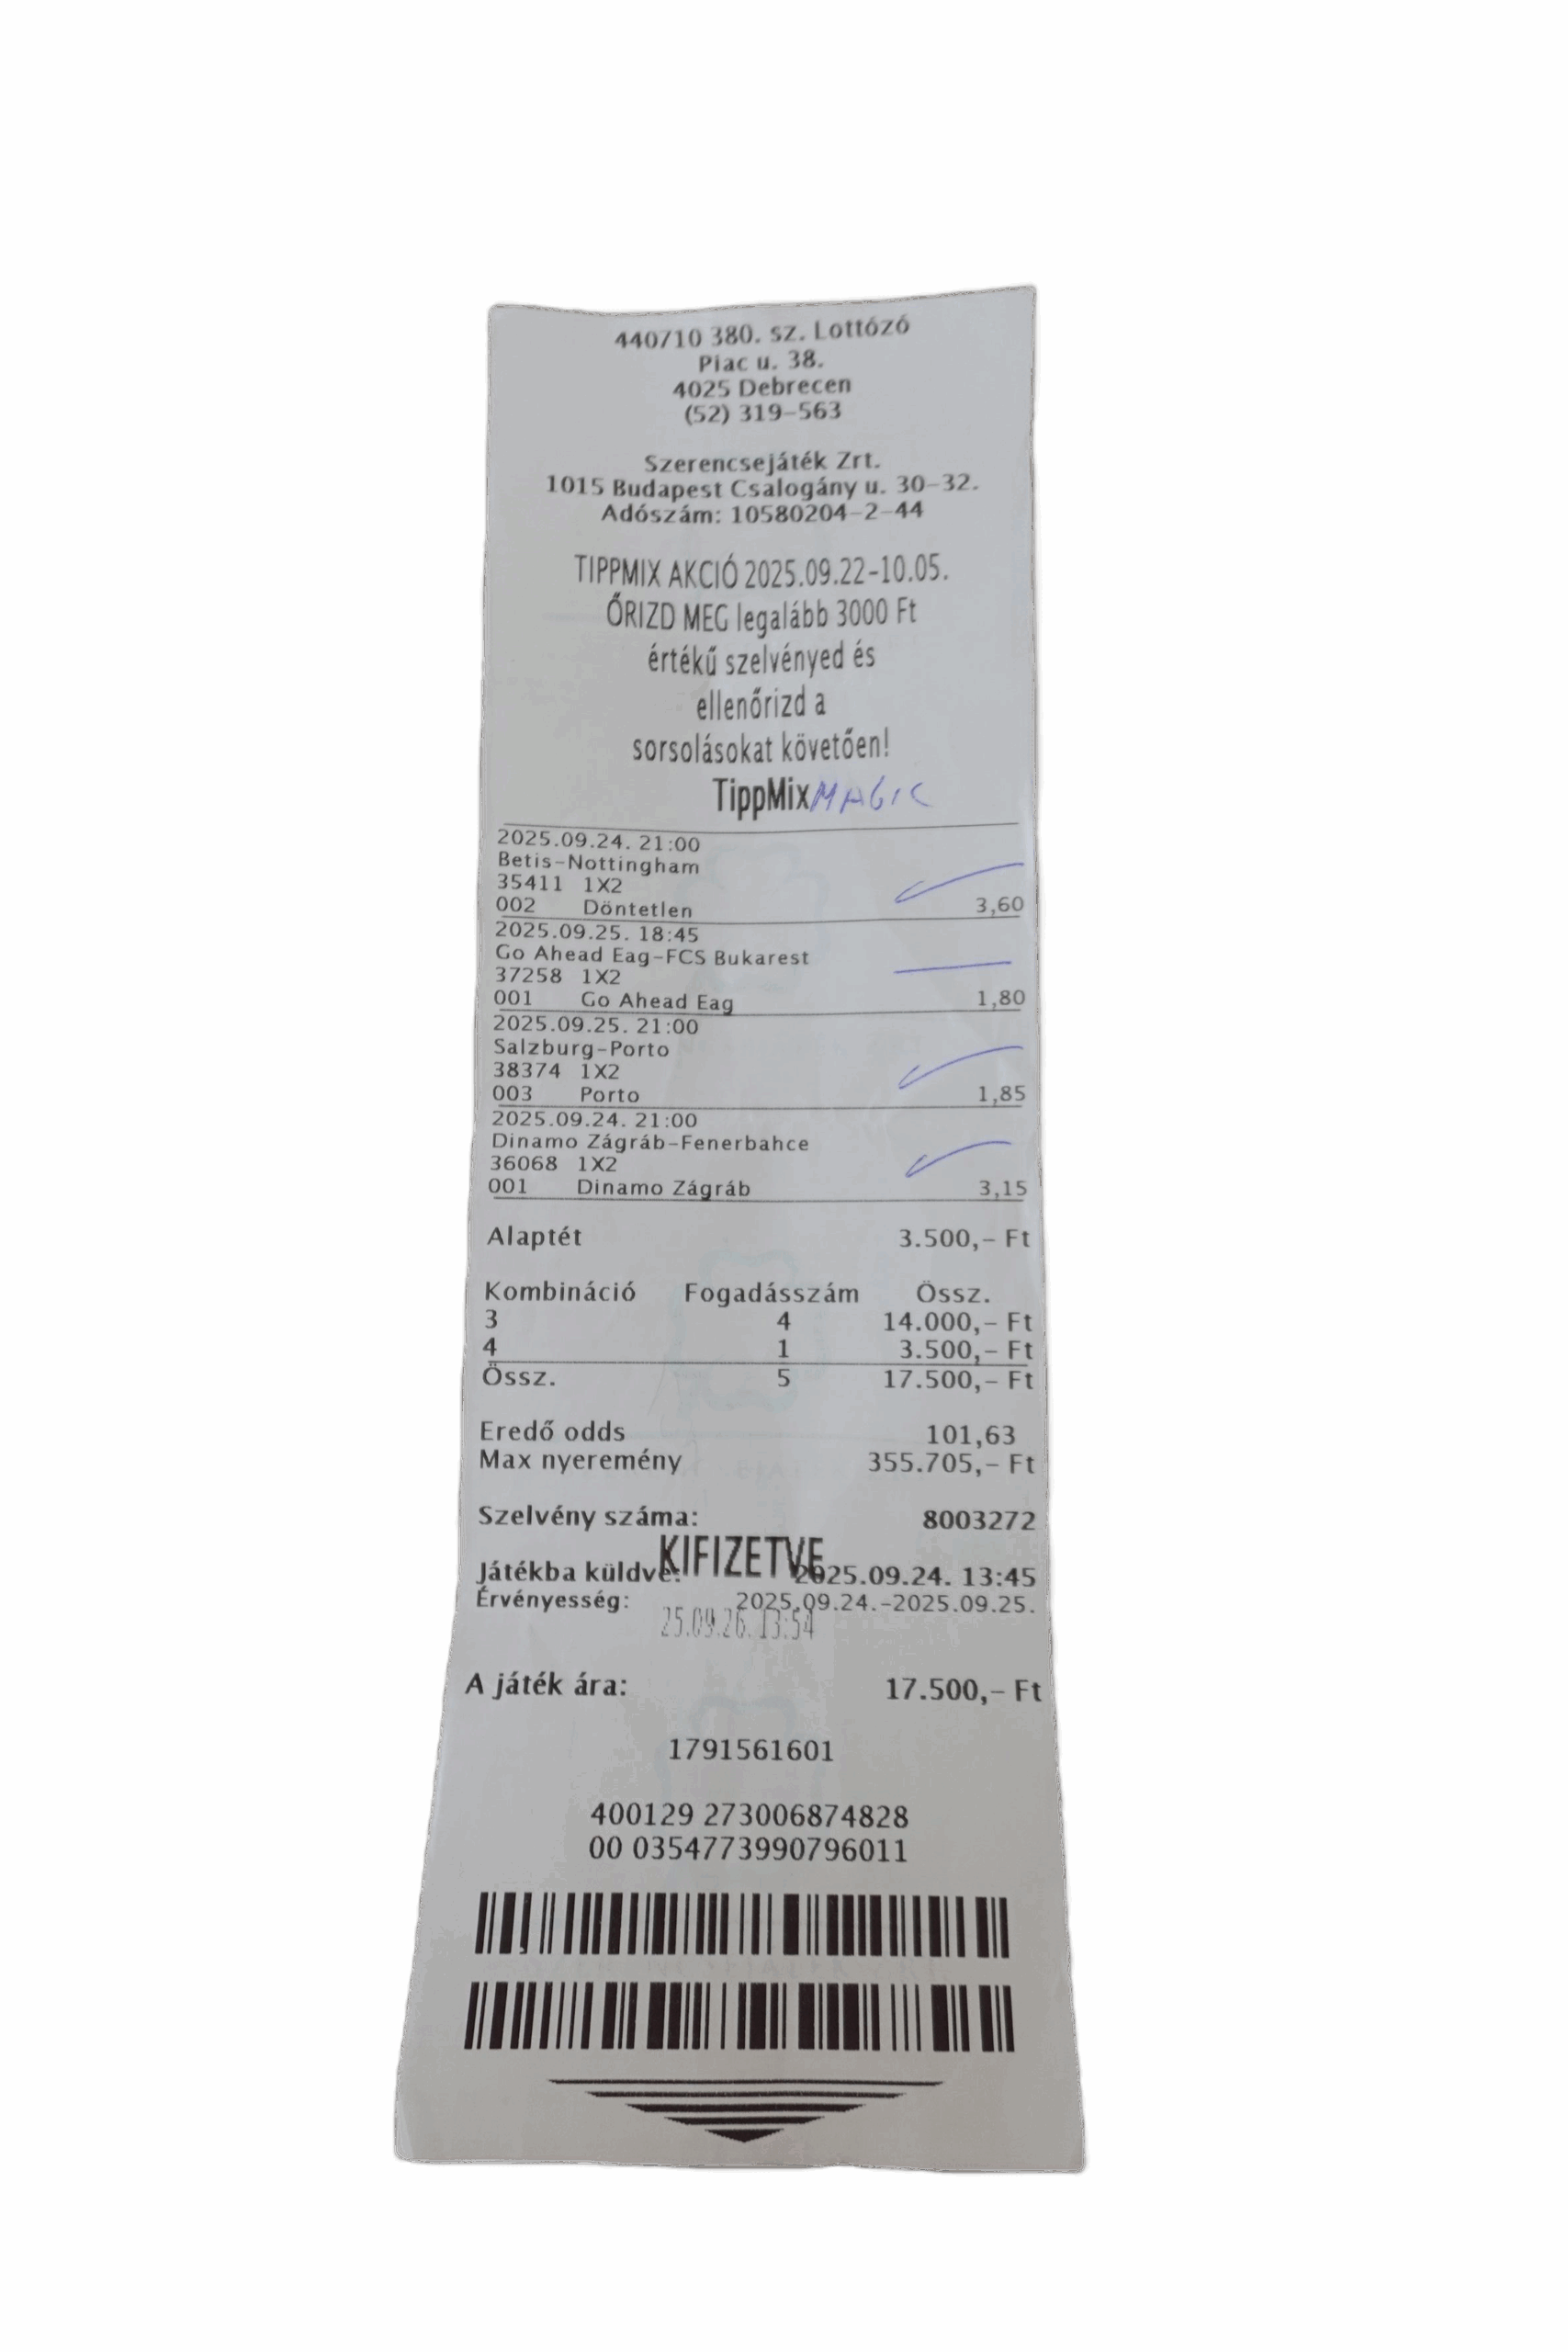 440710 380. sz. Lottózó
Piac u. 38.
4025 Debrecen
(52) 319-563
Szerencsejáték Zrt.
1015 Budapest Csalogány u. 30-32.
Adószám: 10580204-2-44
TIPPMIX AKCIÓ 2025.09.22-10.05.
ŐRIZD MEG legalább 3000 Ft
értékű szelvényed és
ellenőrizd a
sorsolásokat követően!
TippMix MAGIC
2025.09.24. 21:00
Betis-Nottingham
35411 1X2
002 Döntetlen 3,60
2025.09.25. 18:45
Go Ahead Eag-FCS Bukarest
37258 1X2
001 Go Ahead Eag 1,80
2025.09.25. 21:00
Salzburg-Porto
38374 1X2
003 Porto 1,85
2025.09.24. 21:00
Dinamo Zágráb-Fenerbahce
36068 1X2
001 Dinamo Zágráb 3,15
Alaptét 3.500,- Ft
Kombináció Fogadásszám Össz.
3 4 14.000,- Ft
4 1 3.500,- Ft
Össz. 5 17.500,- Ft
Eredő odds 101,63
Max nyeremény 355.705,- Ft
Szelvény száma: 8003272
KIFIZETVE
Játékba küldve: 2025.09.24. 13:45
Érvényesség: 2025.09.24.-2025.09.25.
25.09.26. 13:54
A játék ára: 17.500,- Ft
1791561601
400129 273006874828
00 0354773990796011